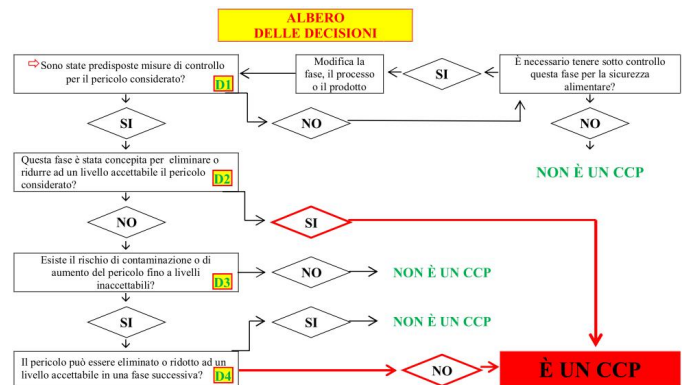 ALBERO
DELLE DECISIONI
⇨Sono state predisposte misure di controllo
per il pericolo considerato?
D1
Modifica la
fase, il processo
o il prodotto
SI
È necessario tenere sotto controllo
questa fase per la sicurezza
alimentare?
SI
NO
NO
NON È UN CCP
Questa fase è stata concepita per eliminare o
ridurre ad un livello accettabile il pericolo
considerato?
D2
NO
SI
Esiste il rischio di contaminazione o di
aumento del pericolo fino a livelli
inaccettabili?
D3
NO
NON È UN CCP
SI
SI
NON È UN CCP
Il pericolo può essere eliminato o ridotto ad un
livello accettabile in una fase successiva?
D4
NO
È UN CCP